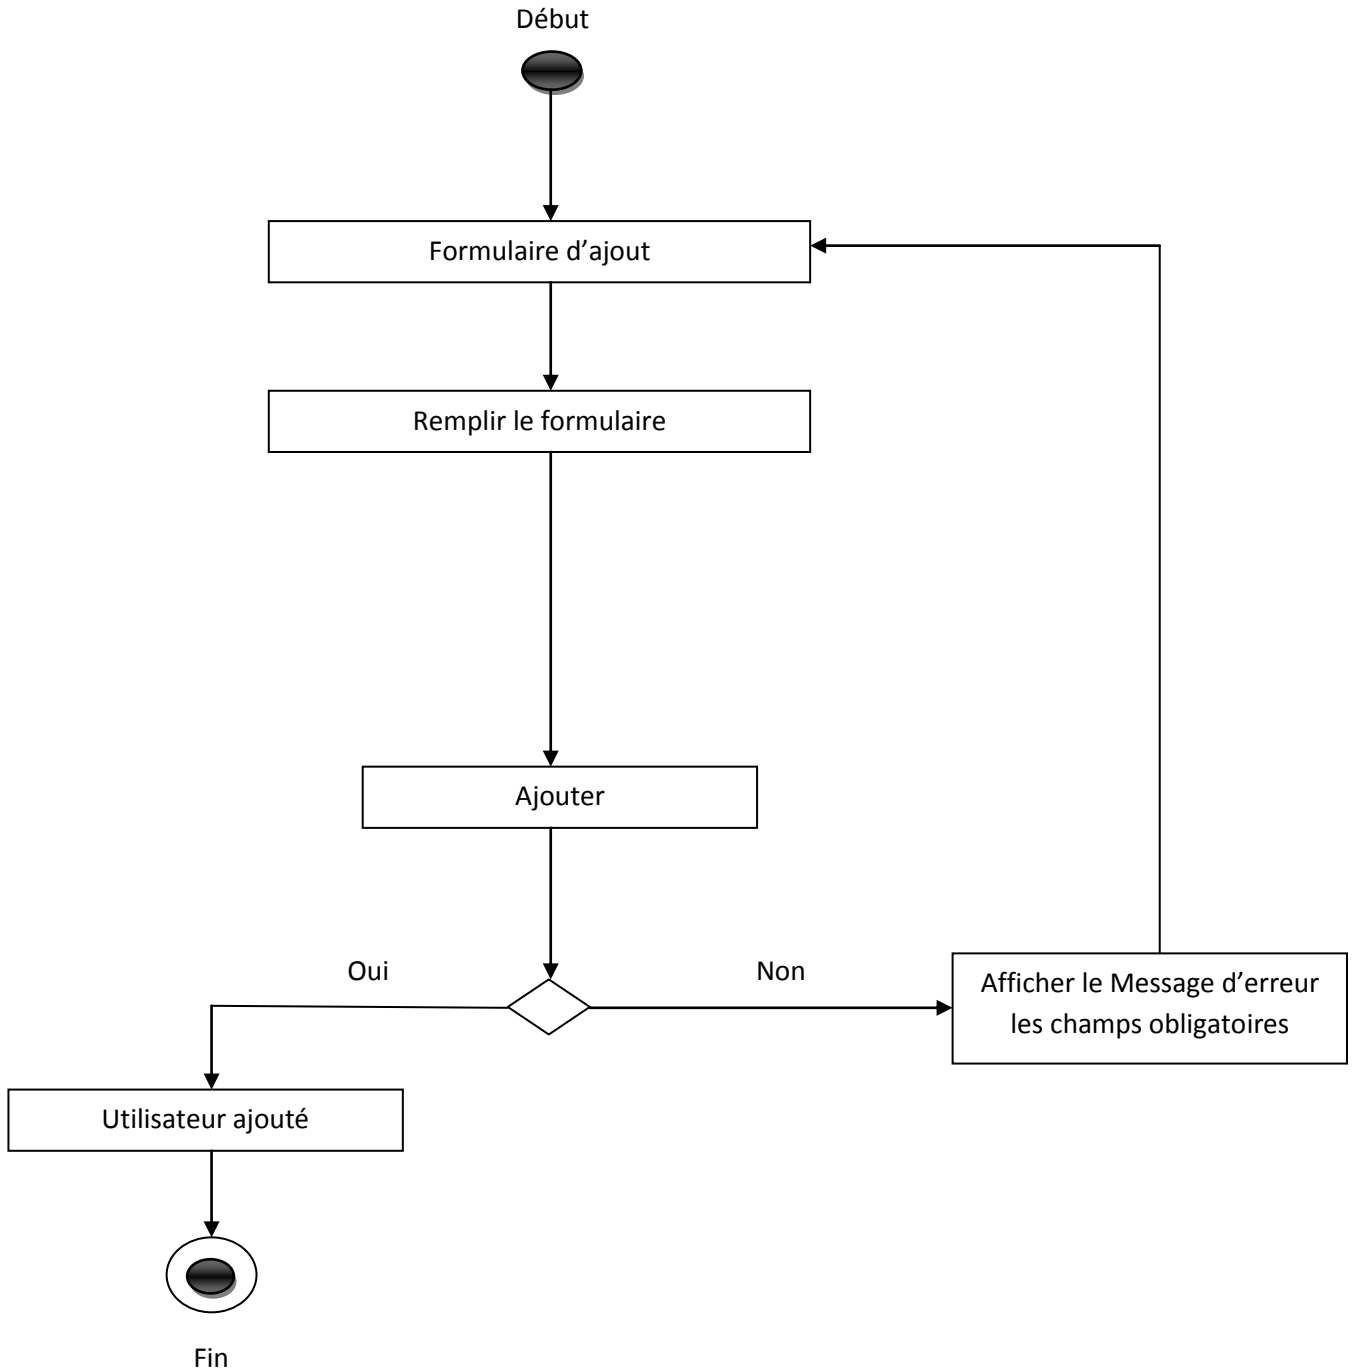 Début
Formulaire d’ajout
Remplir le formulaire
Ajouter
Oui
Non
Afficher le Message d’erreur
les champs obligatoires
Utilisateur ajouté
Fin